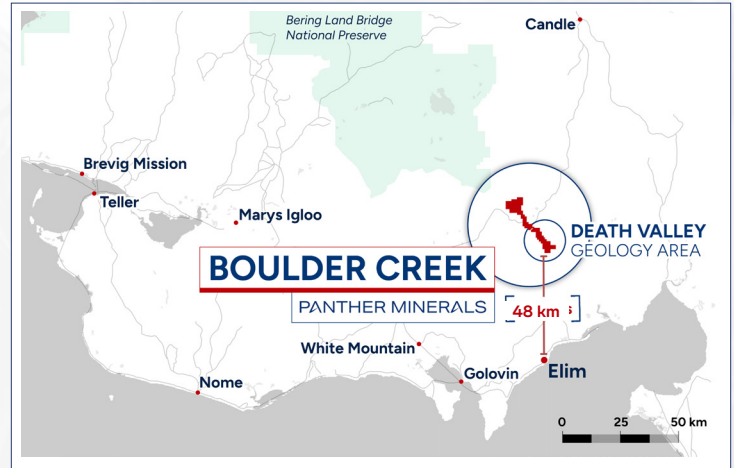 Bering Land Bridge
National Preserve
Candle
Brevig Mission
Teller
Marys Igloo
DEATH VALLEY
GEOLOGY AREA
BOULDER CREEK
PANTHER MINERALS
48 km
White Mountain
Golovin
Elim
Nome
0 25 50 km